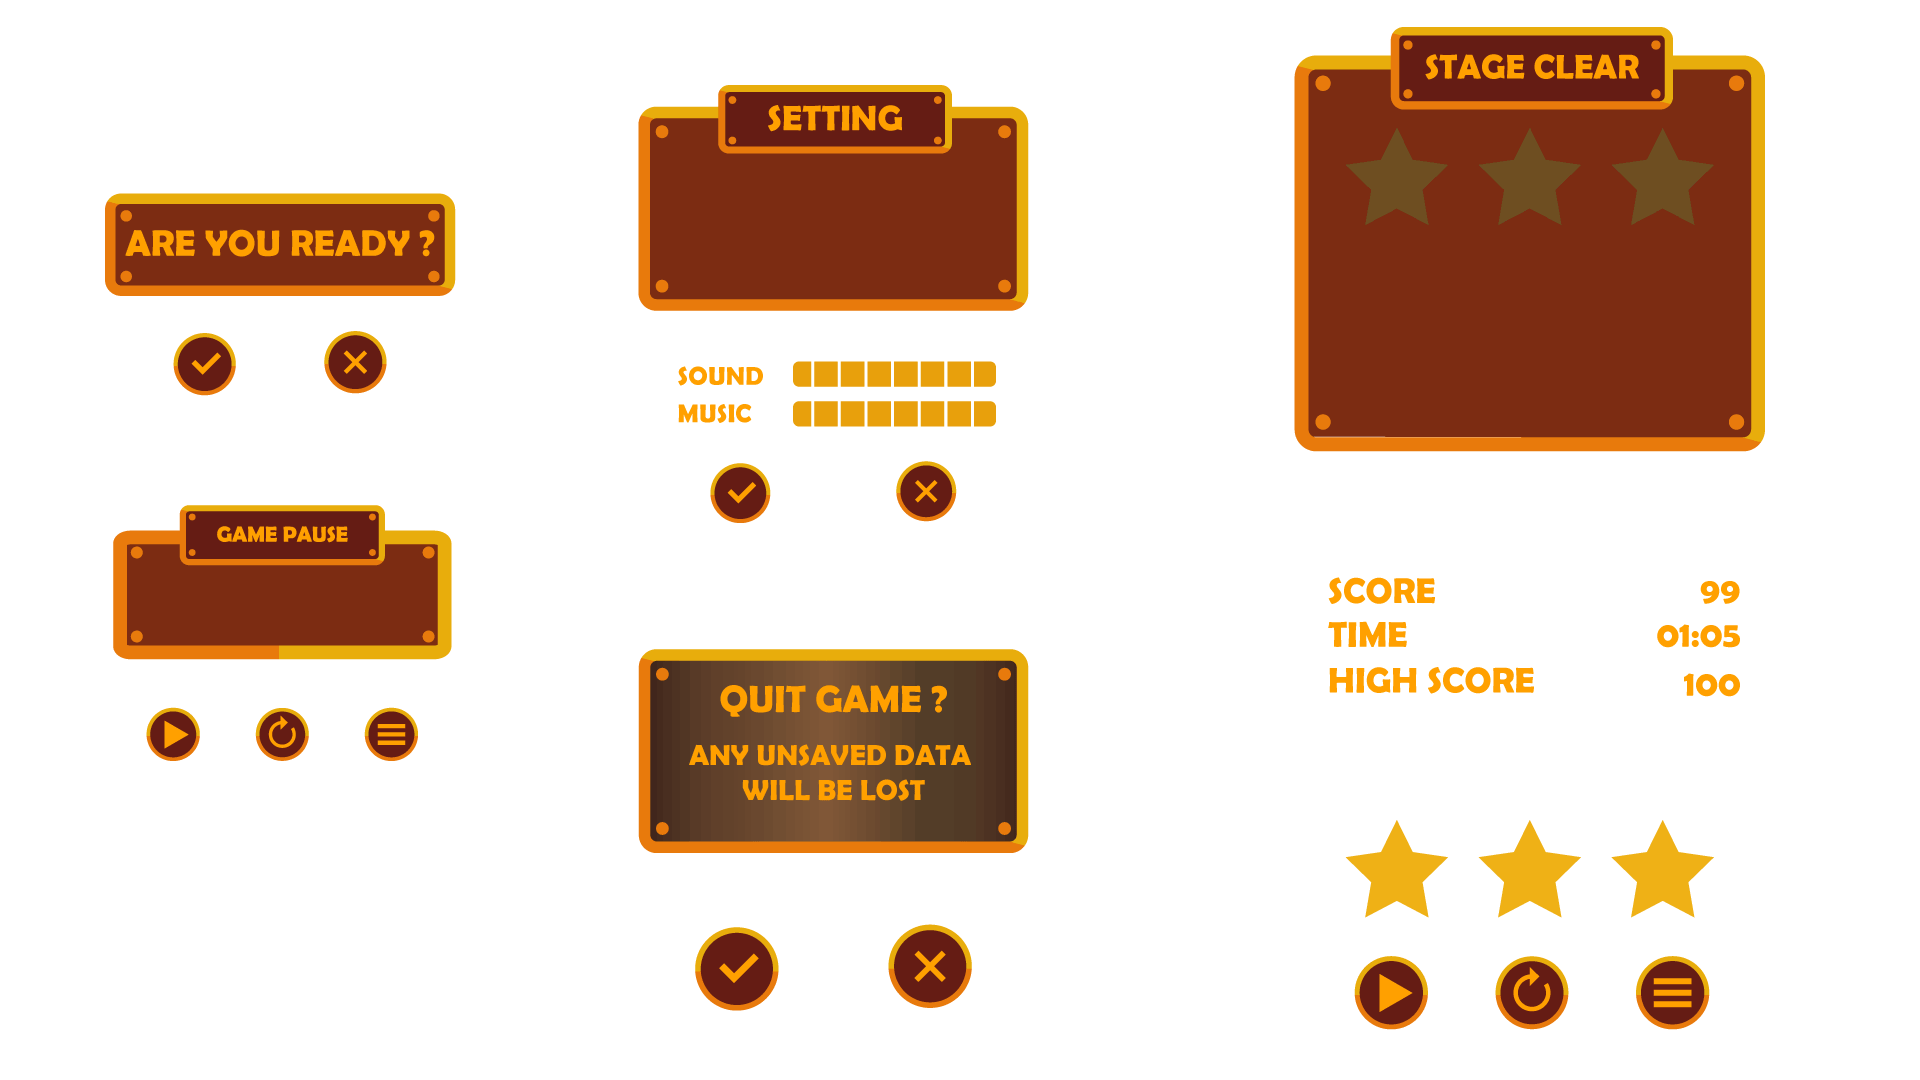 ARE YOU READY ?
GAME PAUSE
SETTING
SOUND
MUSIC
QUIT GAME ?
ANY UNSAVED DATA
WILL BE LOST
STAGE CLEAR
SCORE 99
TIME 01:05
HIGH SCORE 100